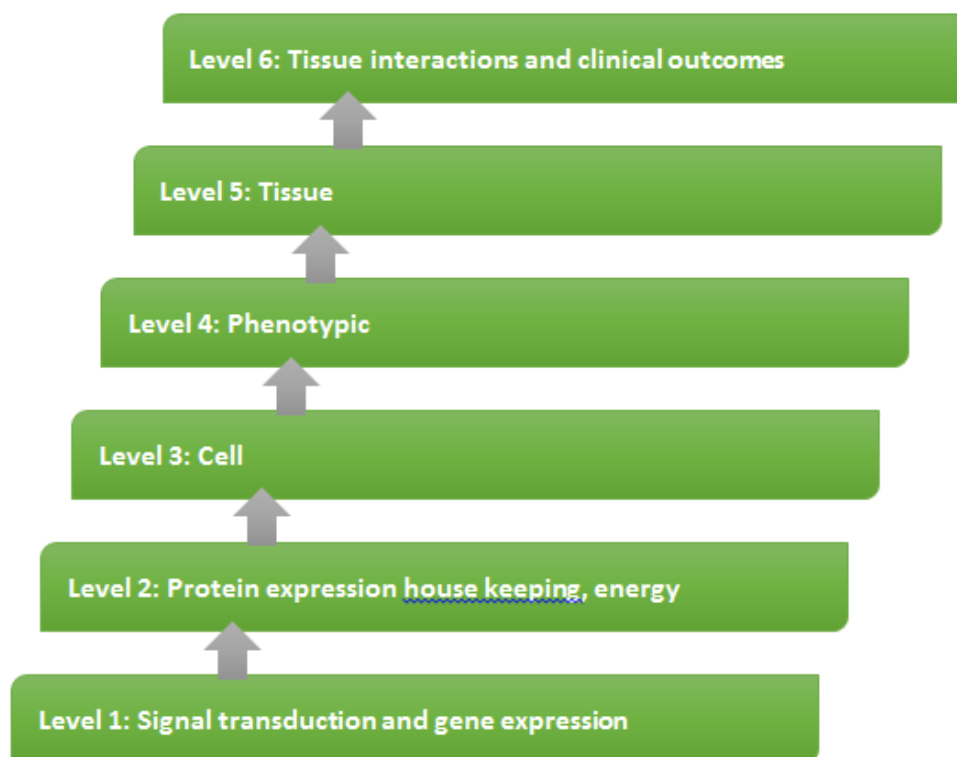 Level 6: Tissue interactions and clinical outcomes
Level 5: Tissue
Level 4: Phenotypic
Level 3: Cell
Level 2: Protein expression house keeping, energy
Level 1: Signal transduction and gene expression